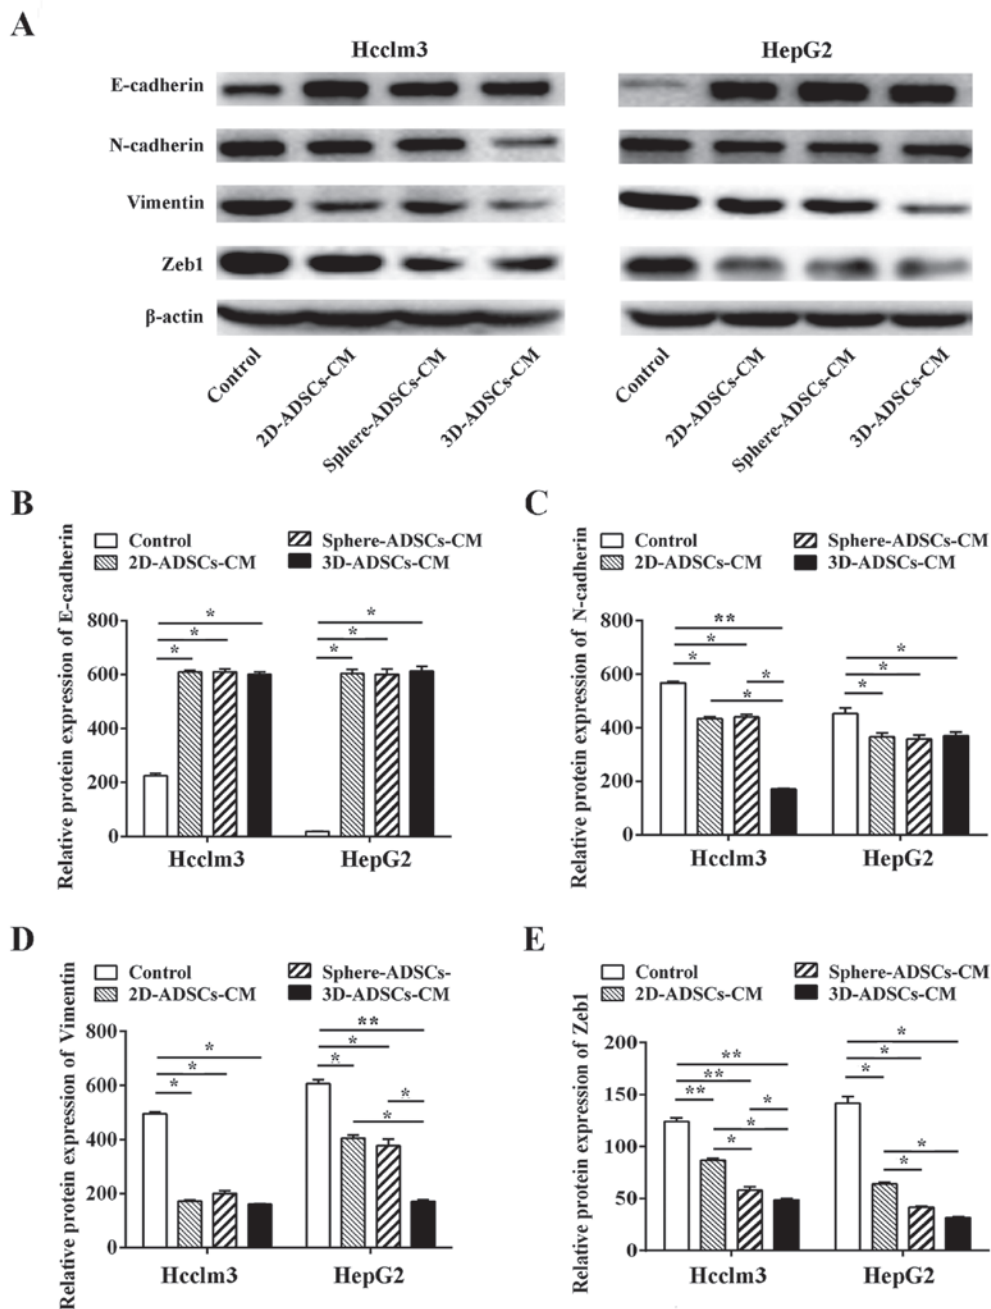 A
Hcclm3 HepG2
E-cadherin
N-cadherin
Vimentin
Zeb1
β-actin
Control 2D-ADSCs-CM Sphere-ADSCs-CM 3D-ADSCs-CM Control 2D-ADSCs-CM Sphere-ADSCs-CM 3D-ADSCs-CM
B
Relative protein expression of E-cadherin
Control Sphere-ADSCs-CM
2D-ADSCs-CM 3D-ADSCs-CM
800
600
400
200
0
* * * * * *
Hcclm3 HepG2
C
Relative protein expression of N-cadherin
Control Sphere-ADSCs-CM
2D-ADSCs-CM 3D-ADSCs-CM
800
600
400
200
0
** * * * * * * *
Hcclm3 HepG2
D
Relative protein expression of Vimentin
Control Sphere-ADSCs-
2D-ADSCs-CM 3D-ADSCs-CM
800
600
400
200
0
* * * ** * * * *
Hcclm3 HepG2
E
Relative protein expression of Zeb1
Control Sphere-ADSCs-CM
2D-ADSCs-CM 3D-ADSCs-CM
200
150
100
50
0
** ** ** * * * * * * * *
Hcclm3 HepG2